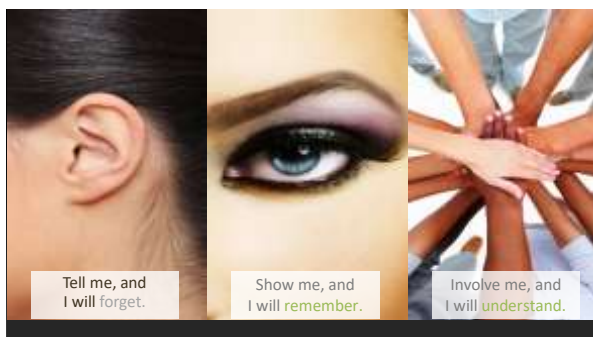 Tell me, and
I will forget.
Show me, and
I will remember.
Involve me, and
I will understand.